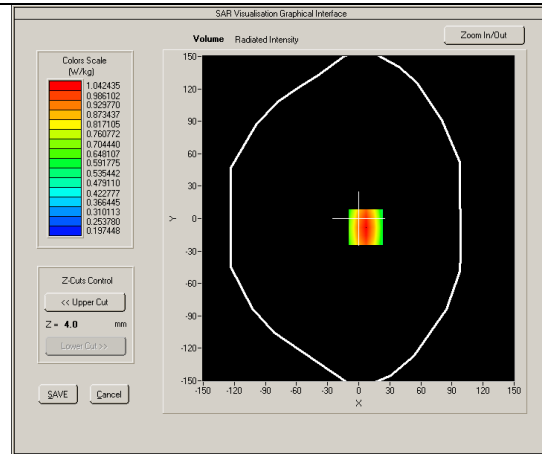 SAR Visualisation Graphical Interface
Volume Radiated Intensity
Zoom In/Out
Colors Scale
(W/kg)
1.042435
0.986102
0.929770
0.873437
0.817105
0.760772
0.704440
0.648107
0.591775
0.535442
0.479110
0.422777
0.366445
0.310113
0.253780
0.197448
Z-Cuts Control
<< Upper Cut
Z = 4.0 mm
Lower Cut >>
SAVE Cancel
150
120
90
60
30
0
-30
-60
-90
-120
-150
Y
-150 -120 -90 -60 -30 0 30 60 90 120 150
X